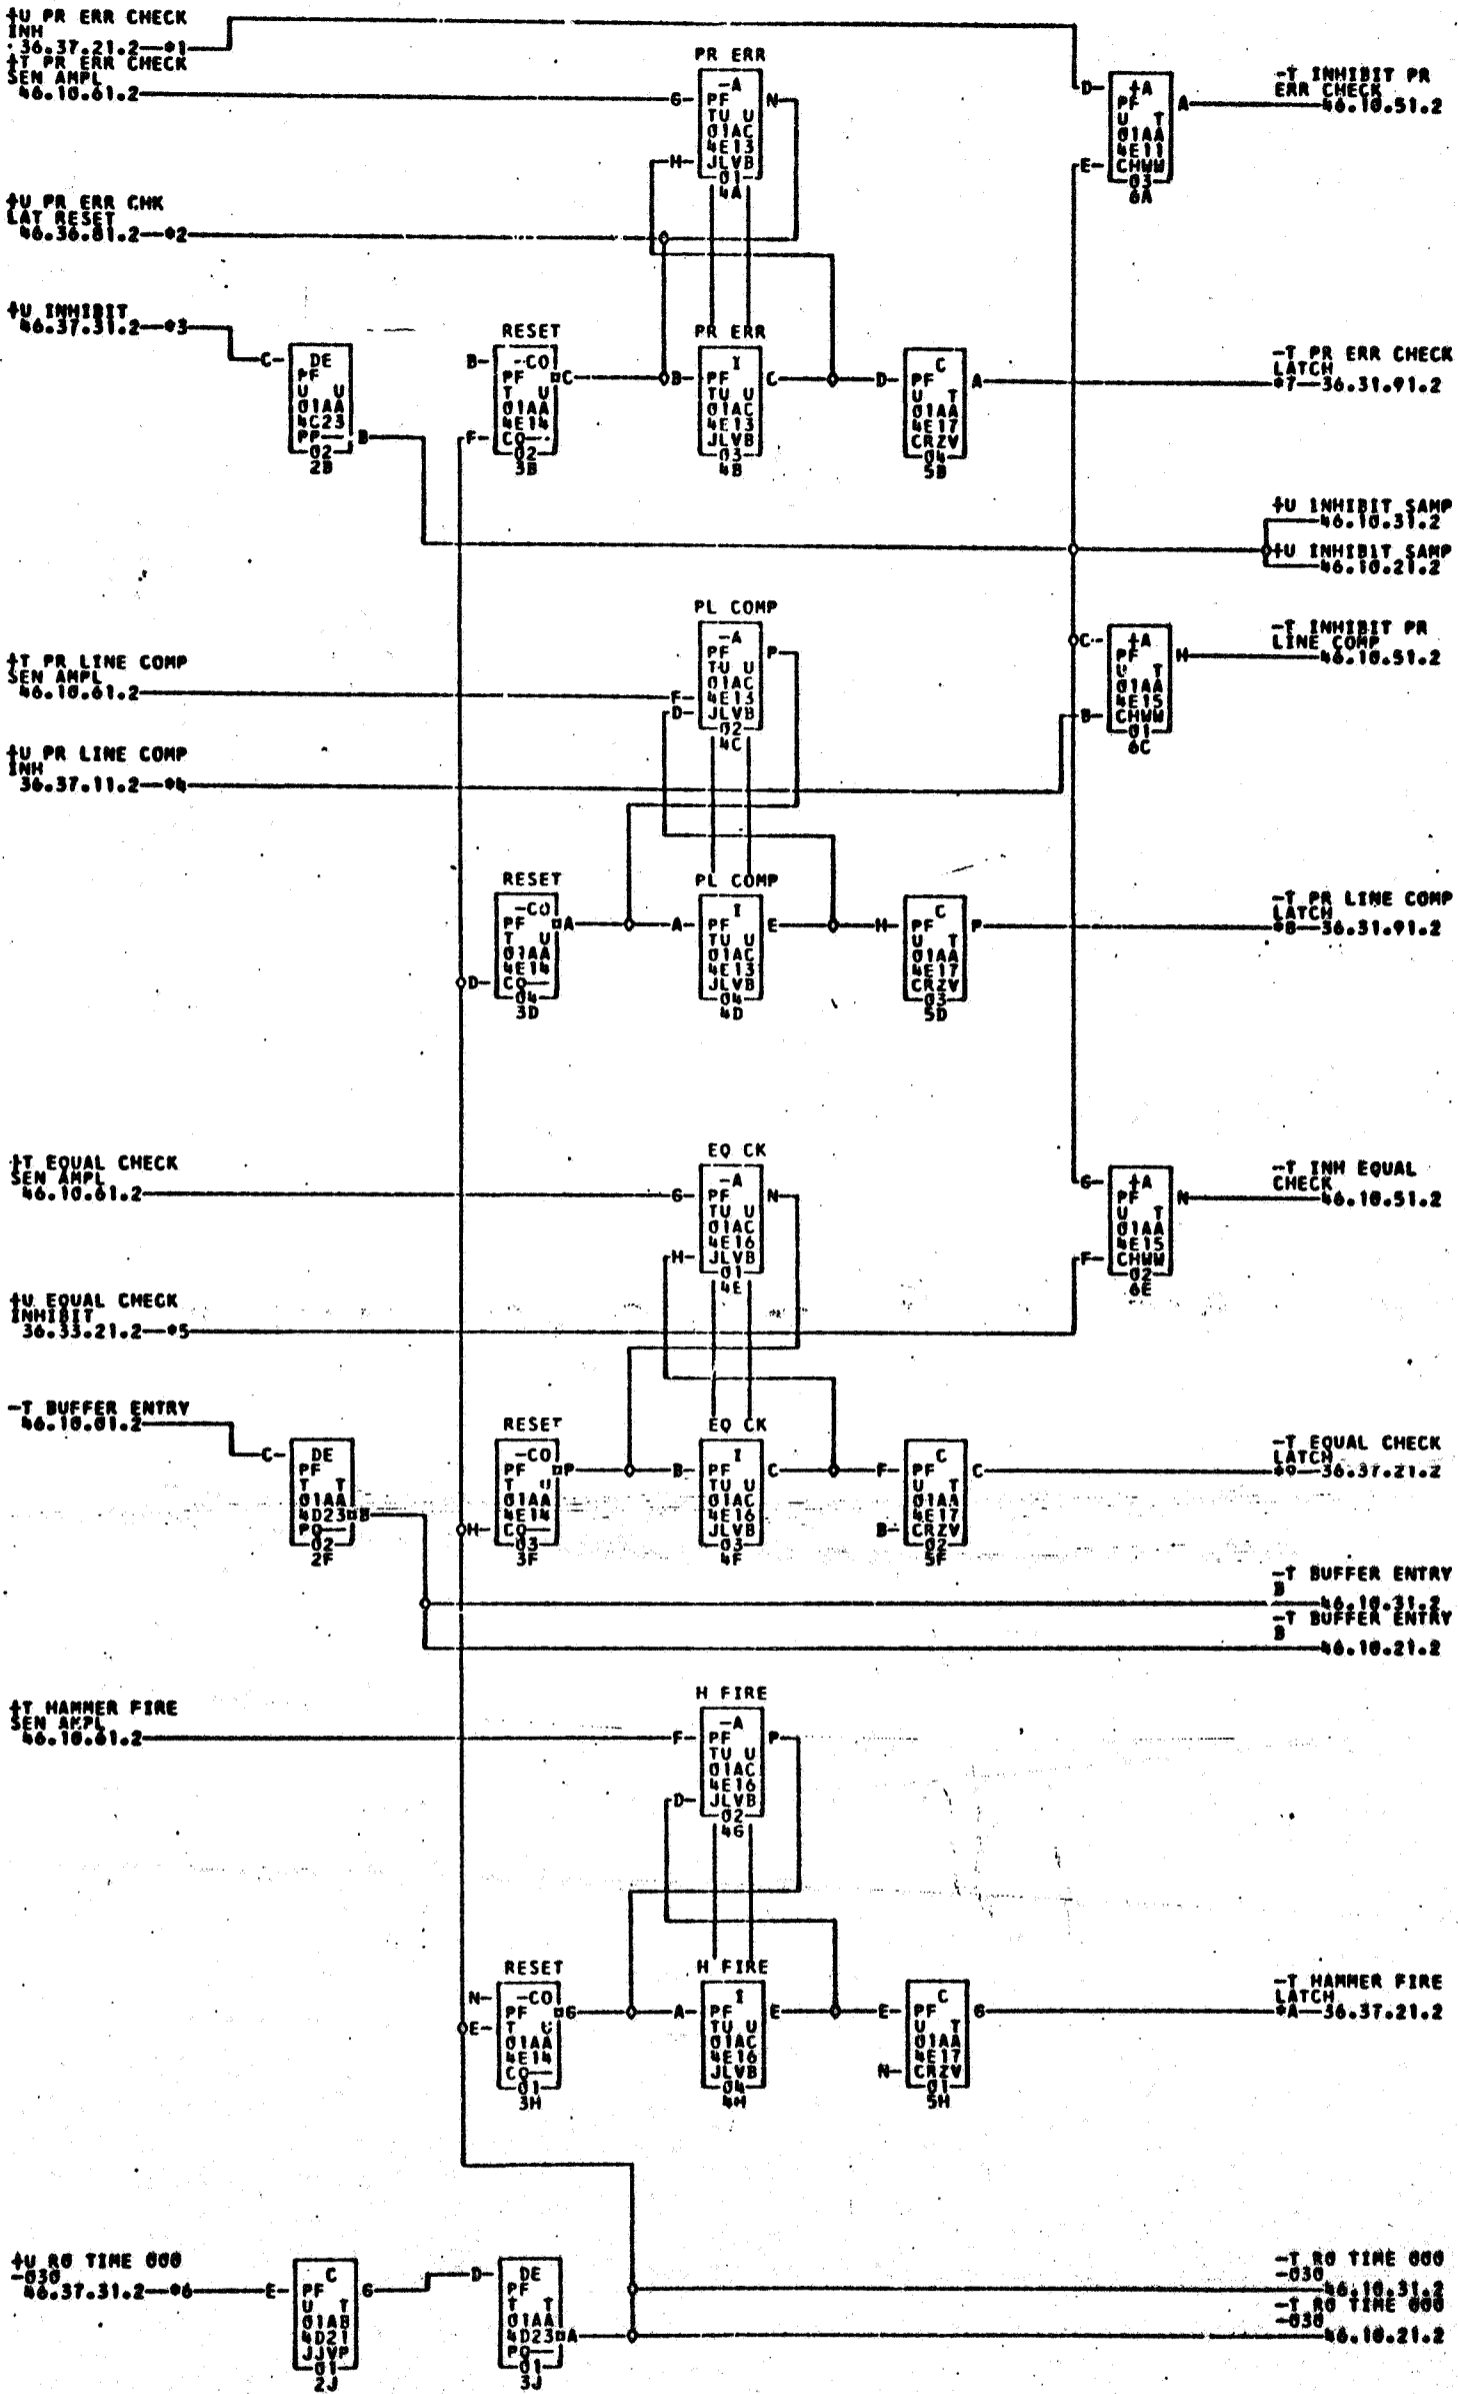 +U PR ERR CHECK
INH
36.37.21.2—*1
+T PR ERR CHECK
SEN AMPL
46.10.61.2
PR ERR
G-
-A
PF
N
TU U
01AC
4E13
H-
JLVB
01
4A
D-
+A
PF
A
U T
01AA
4E11
E-
CHWW
03
6A
-T INHIBIT PR
ERR CHECK
46.10.51.2
+U PR ERR CHK
LAT RESET
46.36.81.2—*2
+U INHIBIT
46.37.31.2—*3
C-
DE
PF
U U
01AA
4C23
PP—
B
02
2B
RESET
B-
-CO
PF
C
T U
01AA
4E14
F-
CQ—
02
3B
PR ERR
I
B-
PF
C
TU U
01AC
4E13
JLVB
03
4B
C
D-
PF
A
U T
01AA
4E17
CRZV
04
5B
-T PR ERR CHECK
LATCH
*7—36.31.91.2
+U INHIBIT SAMP
46.10.31.2
+U INHIBIT SAMP
46.10.21.2
+T PR LINE COMP
SEN AMPL
46.10.61.2
PL COMP
-A
PF
P
TU U
01AC
F-
4E13
D-
JLVB
02
4C
C-
+A
PF
H
U T
01AA
4E15
B-
CHWW
01
6C
-T INHIBIT PR
LINE COMP
46.10.51.2
+U PR LINE COMP
INH
36.37.11.2—*4
RESET
-CO
PF
A
T U
01AA
4E14
D-
CQ—
04
3D
PL COMP
I
A-
PF
E
TU U
01AC
4E13
JLVB
04
4D
C
H-
PF
P
U T
01AA
4E17
CRZV
03
5D
-T PR LINE COMP
LATCH
*8—36.31.91.2
+T EQUAL CHECK
SEN AMPL
46.10.61.2
EQ CK
-A
G-
PF
N
TU U
01AC
4E16
H-
JLVB
01
4E
G-
+A
PF
N
U T
01AA
4E15
F-
CHWW
02
6E
-T INH EQUAL
CHECK
46.10.51.2
+U EQUAL CHECK
INHIBIT
36.33.21.2—*5
-T BUFFER ENTRY
46.10.01.2
C-
DE
PF
T T
01AA
4D23
B
PQ—
02
2F
RESET
-CO
PF
P
T U
01AA
4E14
H-
CQ—
03
3F
EQ CK
I
B-
PF
C
TU U
01AC
4E16
JLVB
03
4F
C
F-
PF
C
U T
01AA
4E17
B-
CRZV
02
5F
-T EQUAL CHECK
LATCH
*9—36.37.21.2
-T BUFFER ENTRY
B
46.10.31.2
-T BUFFER ENTRY
B
46.10.21.2
+T HAMMER FIRE
SEN AMPL
46.10.61.2
H FIRE
-A
F-
PF
P
TU U
01AC
4E16
D-
JLVB
02
4G
RESET
N-
-CO
PF
G
E-
T U
01AA
4E14
CQ—
01
3H
H FIRE
I
A-
PF
E
TU U
01AC
4E16
JLVB
04
4H
C
E-
PF
G
U T
01AA
4E17
N-
CRZV
01
5H
-T HAMMER FIRE
LATCH
*A—36.37.21.2
+U RO TIME 000
-030
46.37.31.2—*6
C
E-
PF
G
U T
01AB
4D21
JJVP
01
2J
D-
DE
PF
T T
01AA
4D23
A
PQ—
01
3J
-T RO TIME 000
-030
46.10.31.2
-T RO TIME 000
-030
46.10.21.2